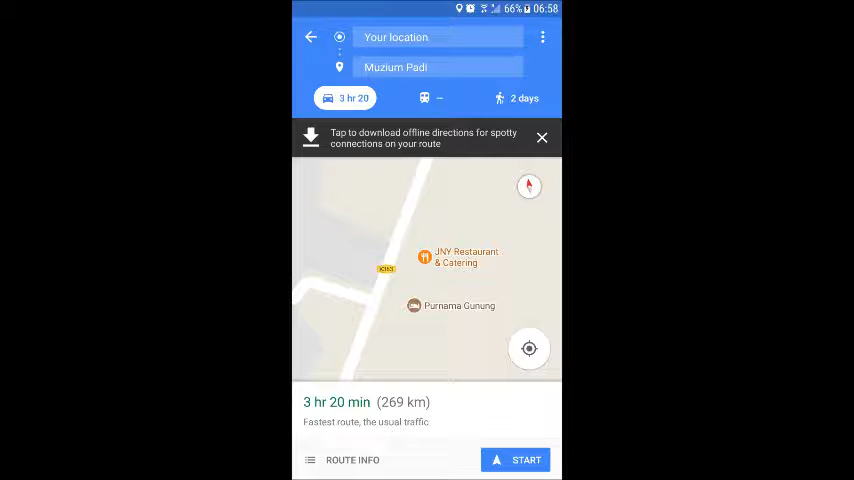 66% 06:58
Your location
Muzium Padi
3 hr 20
–
2 days
Tap to download offline directions for spotty
connections on your route
JNY Restaurant
& Catering
Purnama Gunung
3 hr 20 min (269 km)
Fastest route, the usual traffic
ROUTE INFO
START